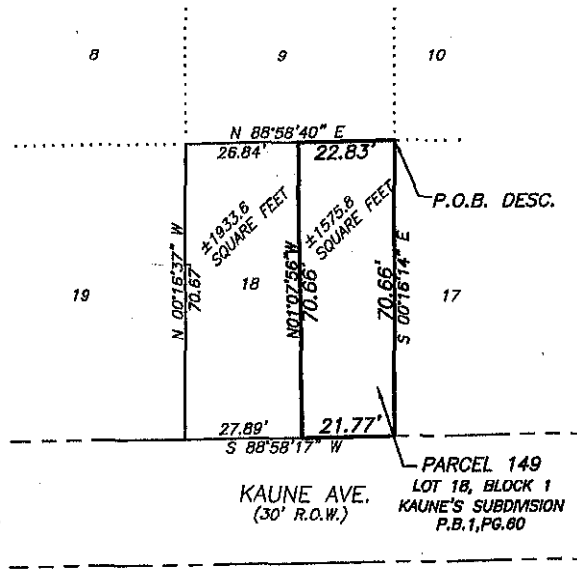 8
9
10
N 88°58'40" E
26.84'
22.83'
P.O.B. DESC.
±1933.6
SQUARE FEET
±1575.8
SQUARE FEET
N 00°16'37" W
70.67'
N01°07'56"W
70.66'
70.66'
S 00°16'14" E
19
18
17
27.89'
21.77'
S 88°58'17" W
PARCEL 149
LOT 18, BLOCK 1
KAUNE'S SUBDIVISION
P.B.1,PG.60
KAUNE AVE.
(30' R.O.W.)